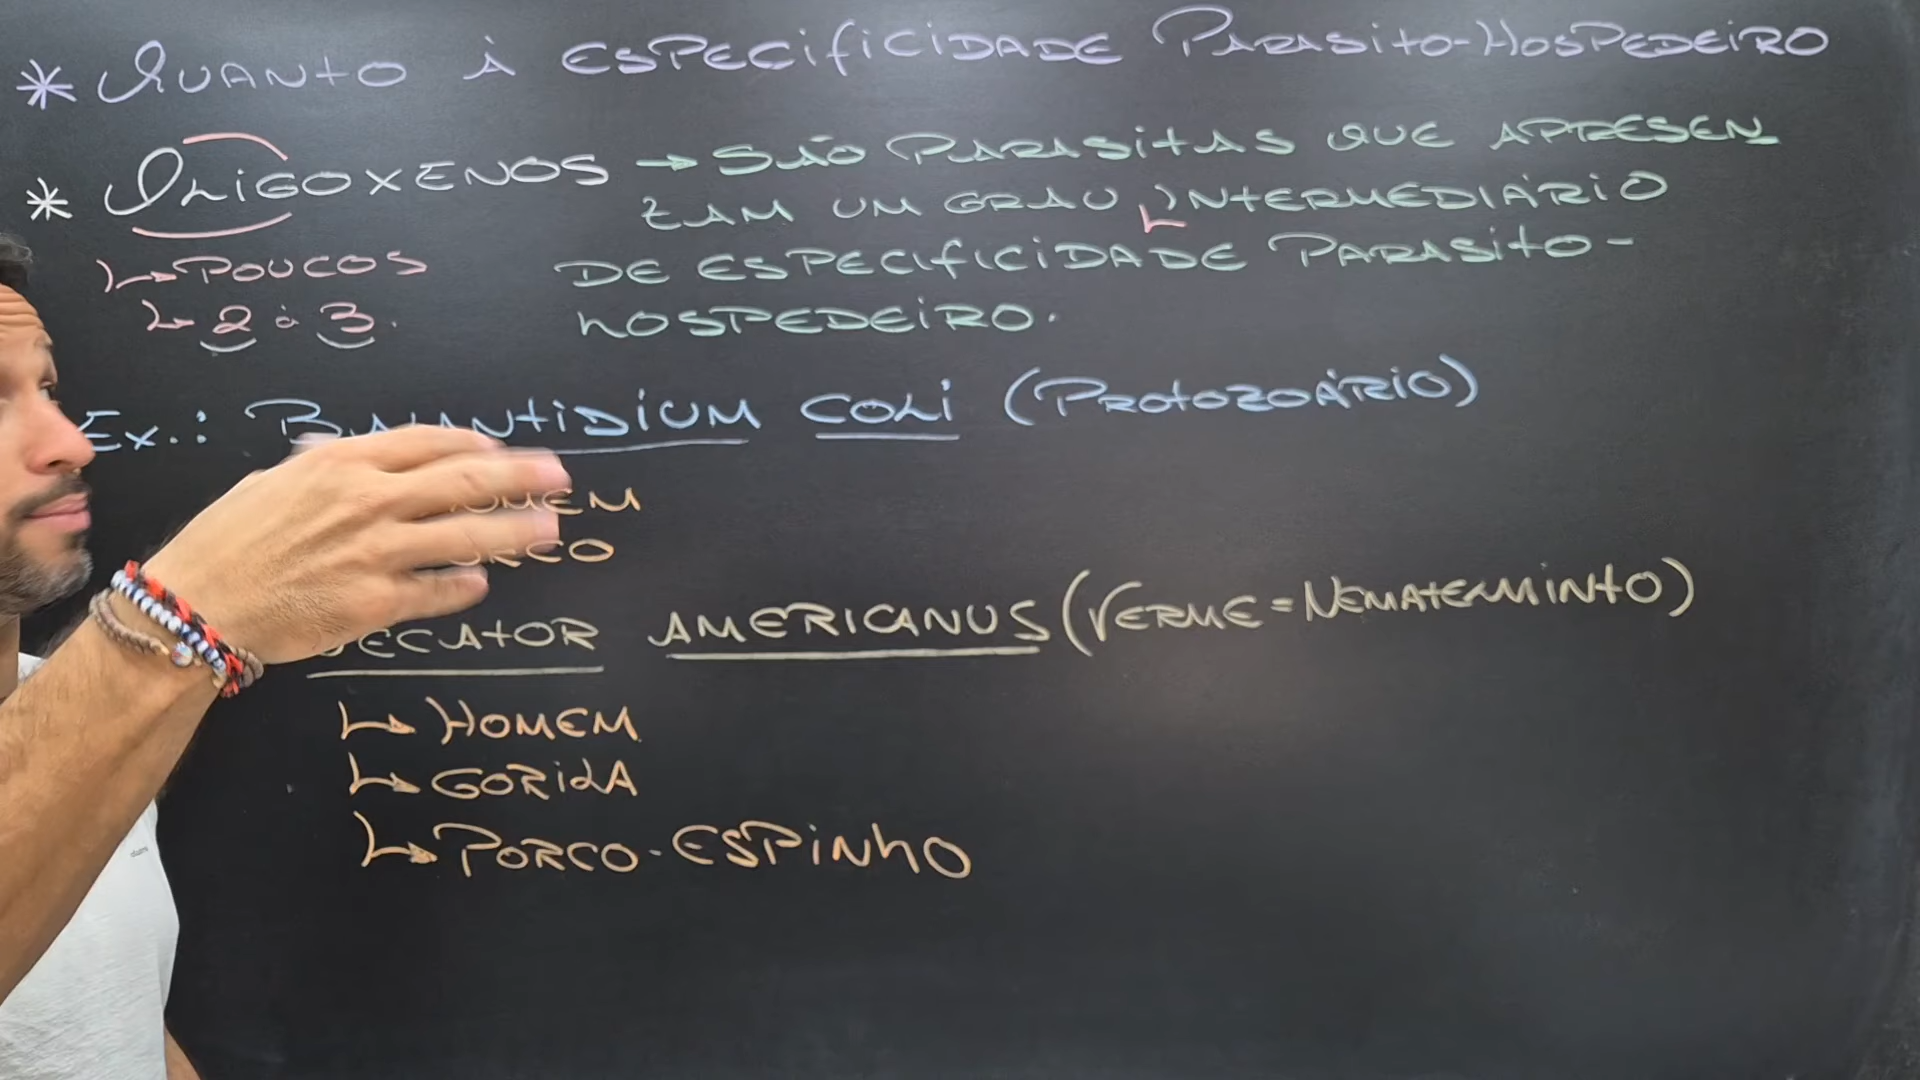 * QUANTO À ESPECIFICIDADE PARASITO-HOSPEDEIRO
* OLIGOXENOS → SÃO PARASITAS QUE APRESEN
TAM UM GRAU INTERMEDIÁRIO
↳ POUCOS DE ESPECIFICIDADE PARASITO-
↳ 2 à 3. HOSPEDEIRO.
Ex.: BALANTIDIUM COLI (PROTOZOÁRIO)
AMERICANUS (VERME = NEMATELMINTO)
↳ HOMEM
↳ GORILA
↳ PORCO-ESPINHO